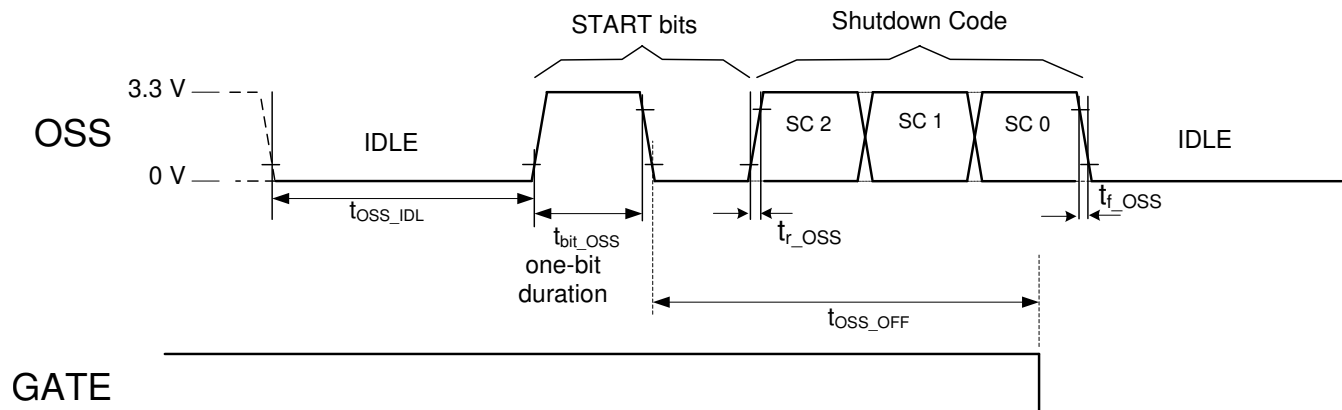 START bits
Shutdown Code
3.3 V
OSS
IDLE
SC 2
SC 1
SC 0
IDLE
0 V
tOSS_IDL
tbit_OSS
one-bit
duration
tr_OSS
tf_OSS
tOSS_OFF
GATE